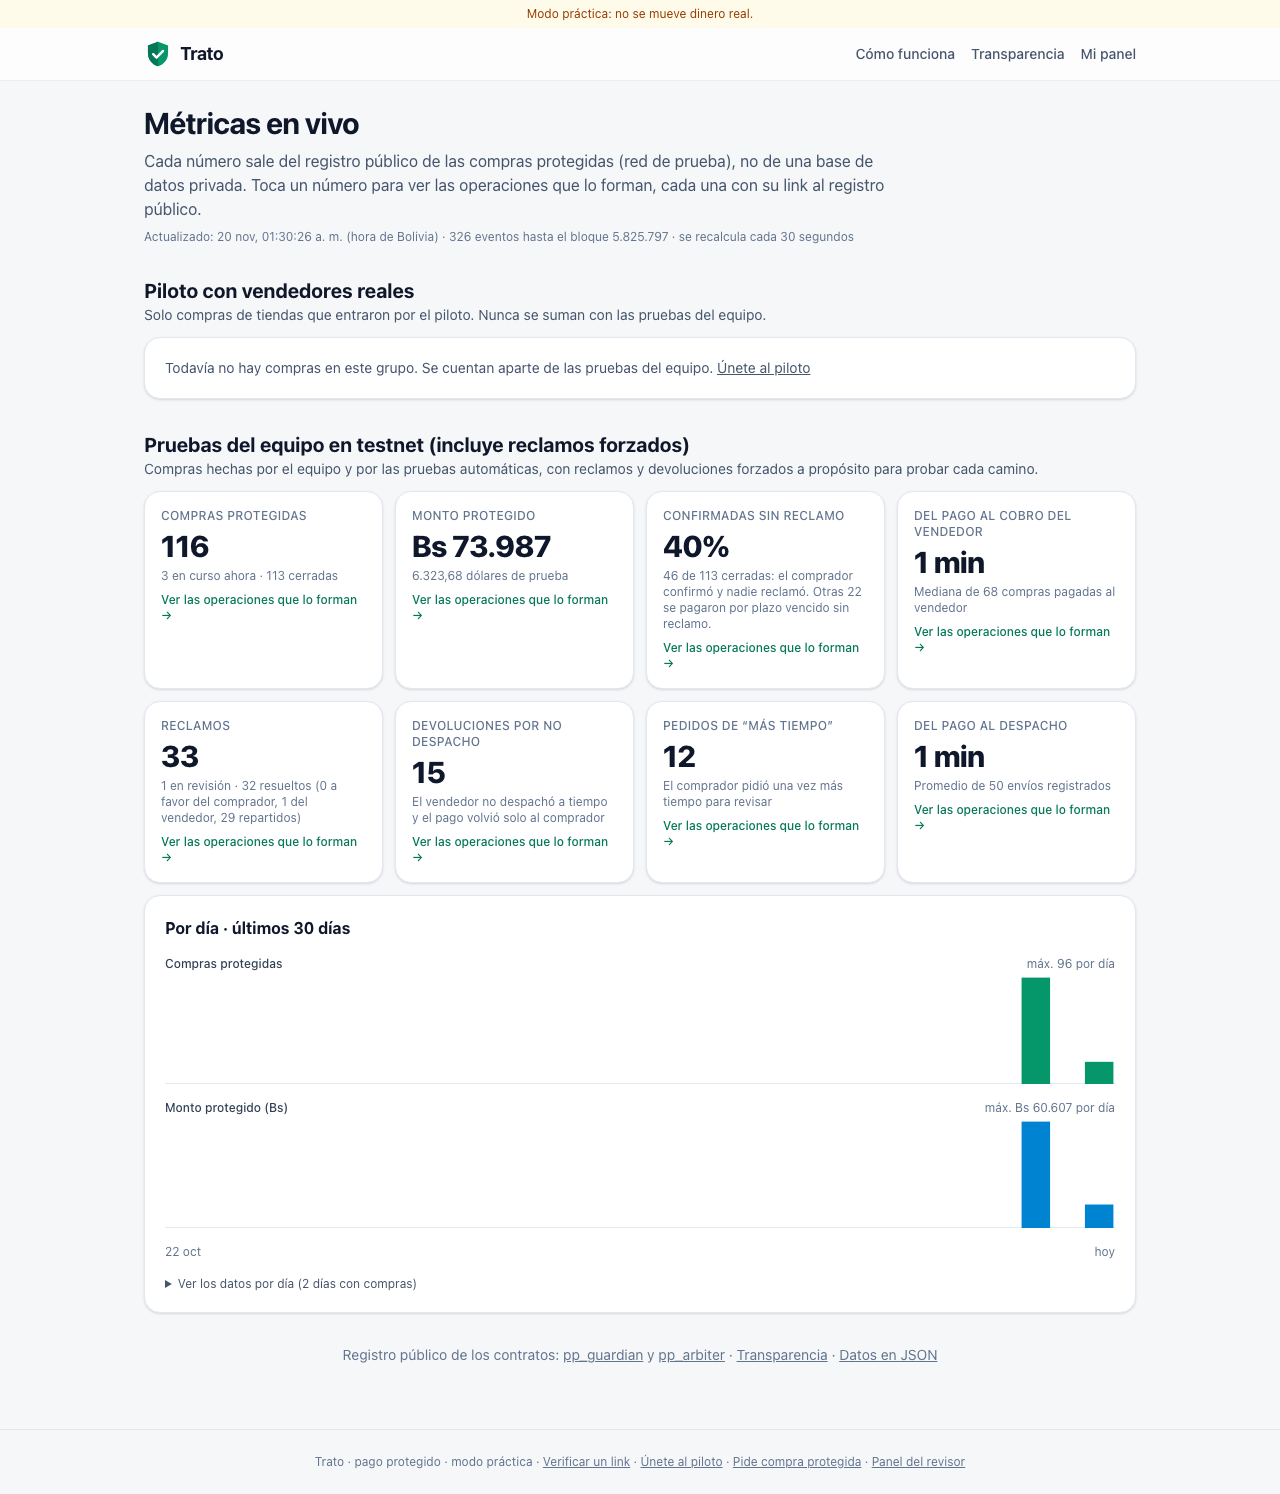 Modo práctica: no se mueve dinero real.
Trato
Cómo funciona Transparencia Mi panel
Métricas en vivo
Cada número sale del registro público de las compras protegidas (red de prueba), no de una base de
datos privada. Toca un número para ver las operaciones que lo forman, cada una con su link al registro
público.
Actualizado: 20 nov, 01:30:26 a. m. (hora de Bolivia) · 326 eventos hasta el bloque 5.825.797 · se recalcula cada 30 segundos
Piloto con vendedores reales
Solo compras de tiendas que entraron por el piloto. Nunca se suman con las pruebas del equipo.
Todavía no hay compras en este grupo. Se cuentan aparte de las pruebas del equipo. Únete al piloto
Pruebas del equipo en testnet (incluye reclamos forzados)
Compras hechas por el equipo y por las pruebas automáticas, con reclamos y devoluciones forzados a propósito para probar cada camino.
COMPRAS PROTEGIDAS
116
3 en curso ahora · 113 cerradas
Ver las operaciones que lo forman
→
MONTO PROTEGIDO
Bs 73.987
6.323,68 dólares de prueba
Ver las operaciones que lo forman
→
CONFIRMADAS SIN RECLAMO
40%
46 de 113 cerradas: el comprador
confirmó y nadie reclamó. Otras 22
se pagaron por plazo vencido sin
reclamo.
Ver las operaciones que lo forman
→
DEL PAGO AL COBRO DEL
VENDEDOR
1 min
Mediana de 68 compras pagadas al
vendedor
Ver las operaciones que lo forman
→
RECLAMOS
33
1 en revisión · 32 resueltos (0 a
favor del comprador, 1 del
vendedor, 29 repartidos)
Ver las operaciones que lo forman
→
DEVOLUCIONES POR NO
DESPACHO
15
El vendedor no despachó a tiempo
y el pago volvió solo al comprador
Ver las operaciones que lo forman
→
PEDIDOS DE “MÁS TIEMPO”
12
El comprador pidió una vez más
tiempo para revisar
Ver las operaciones que lo forman
→
DEL PAGO AL DESPACHO
1 min
Promedio de 50 envíos registrados
Ver las operaciones que lo forman
→
Por día · últimos 30 días
Compras protegidas máx. 96 por día
Monto protegido (Bs) máx. Bs 60.607 por día
22 oct hoy
Ver los datos por día (2 días con compras)
Registro público de los contratos: pp_guardian y pp_arbiter · Transparencia · Datos en JSON
Trato · pago protegido · modo práctica · Verificar un link · Únete al piloto · Pide compra protegida · Panel del revisor